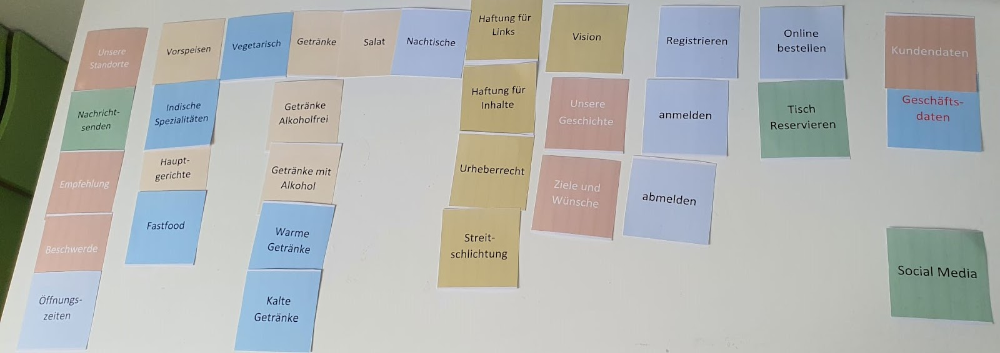 Unsere
Standorte
Nachricht-
senden
Empfehlung
Beschwerde
Öffnungs-
zeiten
Vorspeisen
Indische
Spezialitäten
Haupt-
gerichte
Fastfood
Vegetarisch
Getränke
Getränke
Alkoholfrei
Getränke mit
Alkohol
Warme
Getränke
Kalte
Getränke
Salat
Nachtische
Haftung für
Links
Haftung für
Inhalte
Urheberrecht
Streit-
schlichtung
Vision
Unsere
Geschichte
Ziele und
Wünsche
Registrieren
anmelden
abmelden
Online
bestellen
Tisch
Reservieren
Kundendaten
Geschäfts-
daten
Social Media